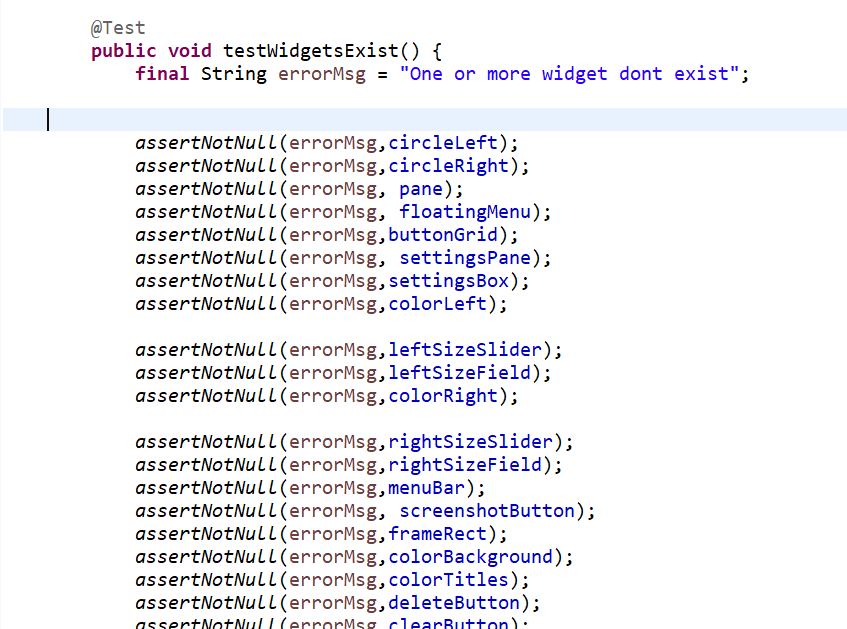 @Test
public void testWidgetsExist() {
final String errorMsg = "One or more widget dont exist";
assertNotNull(errorMsg,circleLeft);
assertNotNull(errorMsg,circleRight);
assertNotNull(errorMsg, pane);
assertNotNull(errorMsg, floatingMenu);
assertNotNull(errorMsg,buttonGrid);
assertNotNull(errorMsg, settingsPane);
assertNotNull(errorMsg,settingsBox);
assertNotNull(errorMsg,colorLeft);
assertNotNull(errorMsg,leftSizeSlider);
assertNotNull(errorMsg,leftSizeField);
assertNotNull(errorMsg,colorRight);
assertNotNull(errorMsg,rightSizeSlider);
assertNotNull(errorMsg,rightSizeField);
assertNotNull(errorMsg,menuBar);
assertNotNull(errorMsg, screenshotButton);
assertNotNull(errorMsg,frameRect);
assertNotNull(errorMsg,colorBackground);
assertNotNull(errorMsg,colorTitles);
assertNotNull(errorMsg,deleteButton);
assertNotNull(errorMsg,clearButton);